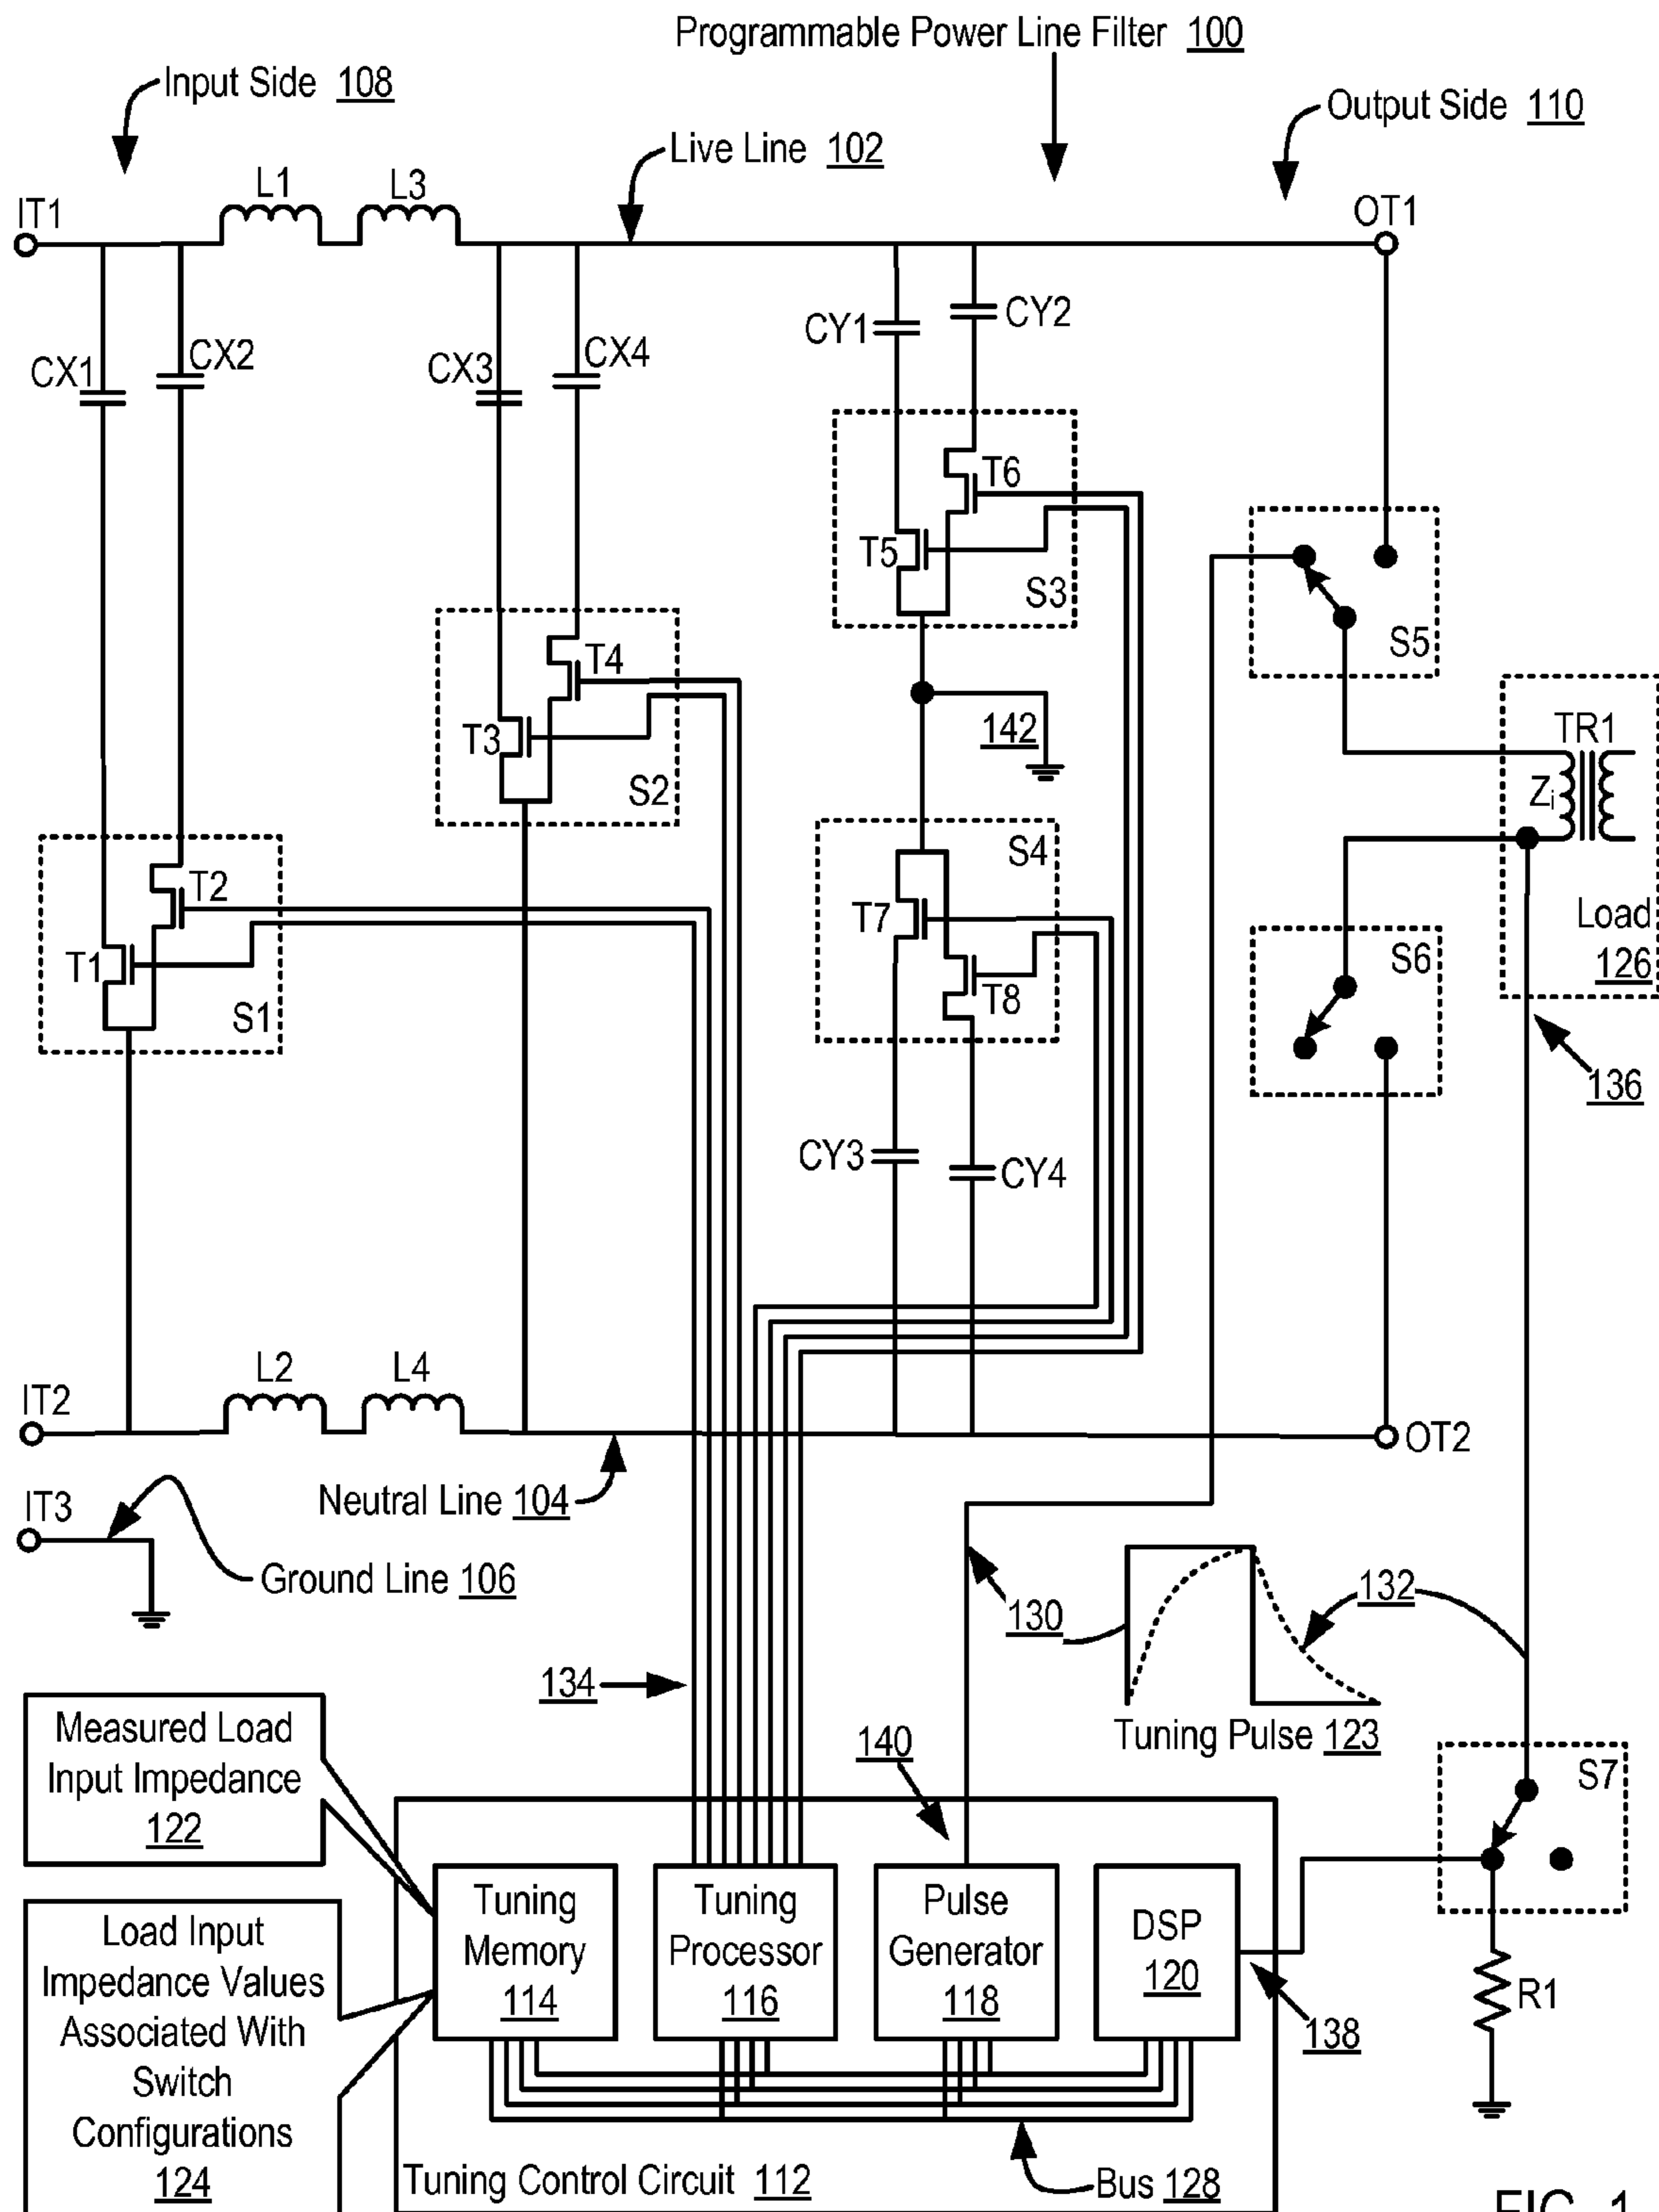 Programmable Power Line Filter 100
Input Side 108
Output Side 110
Live Line 102
IT1
L1
L3
OT1
CX1
CX2
CX3
CX4
CY1
CY2
T6
T5
S3
S5
T4
T3
S2
142
TR1
Zi
S4
T2
T1
S1
T7
T8
S6
Load
126
136
CY3
CY4
IT2
L2
L4
OT2
Neutral Line 104
IT3
Ground Line 106
130
132
134
Tuning Pulse 123
140
S7
Measured Load
Input Impedance
122
Load Input
Impedance Values
Associated With
Switch
Configurations
124
Tuning
Memory
114
Tuning
Processor
116
Pulse
Generator
118
DSP
120
138
R1
Tuning Control Circuit 112
Bus 128
FIG. 1